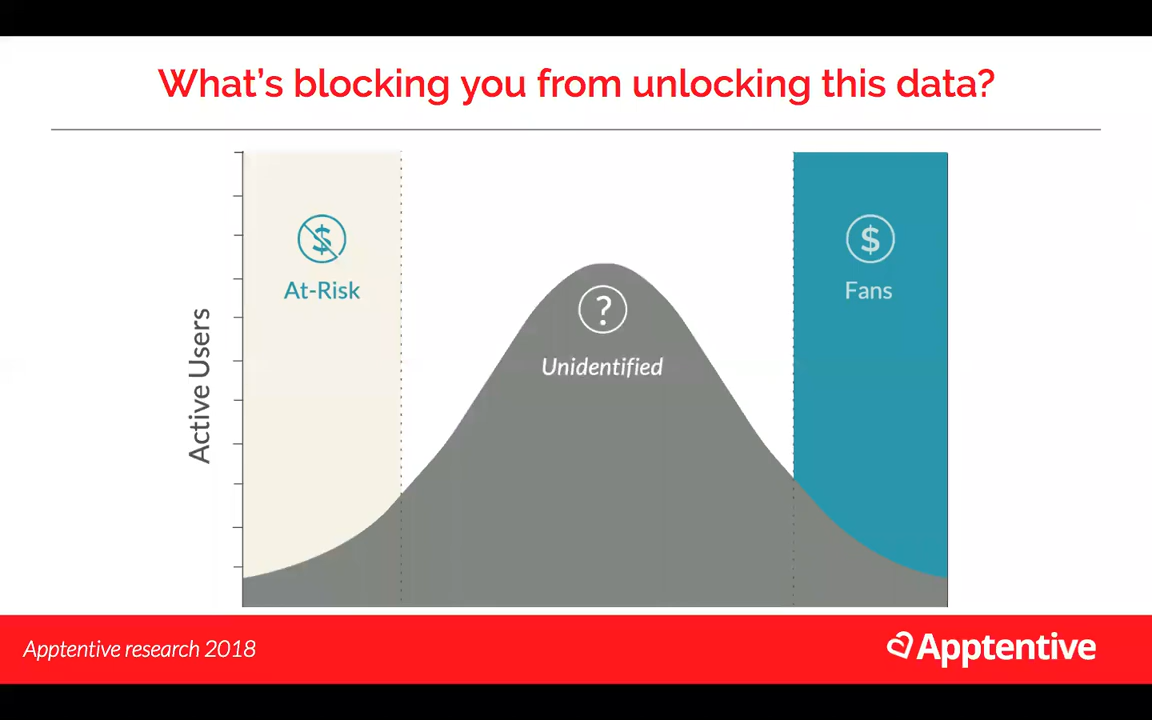 What's blocking you from unlocking this data?
Active Users
$
At-Risk
?
Unidentified
$
Fans
Apptentive research 2018
Apptentive